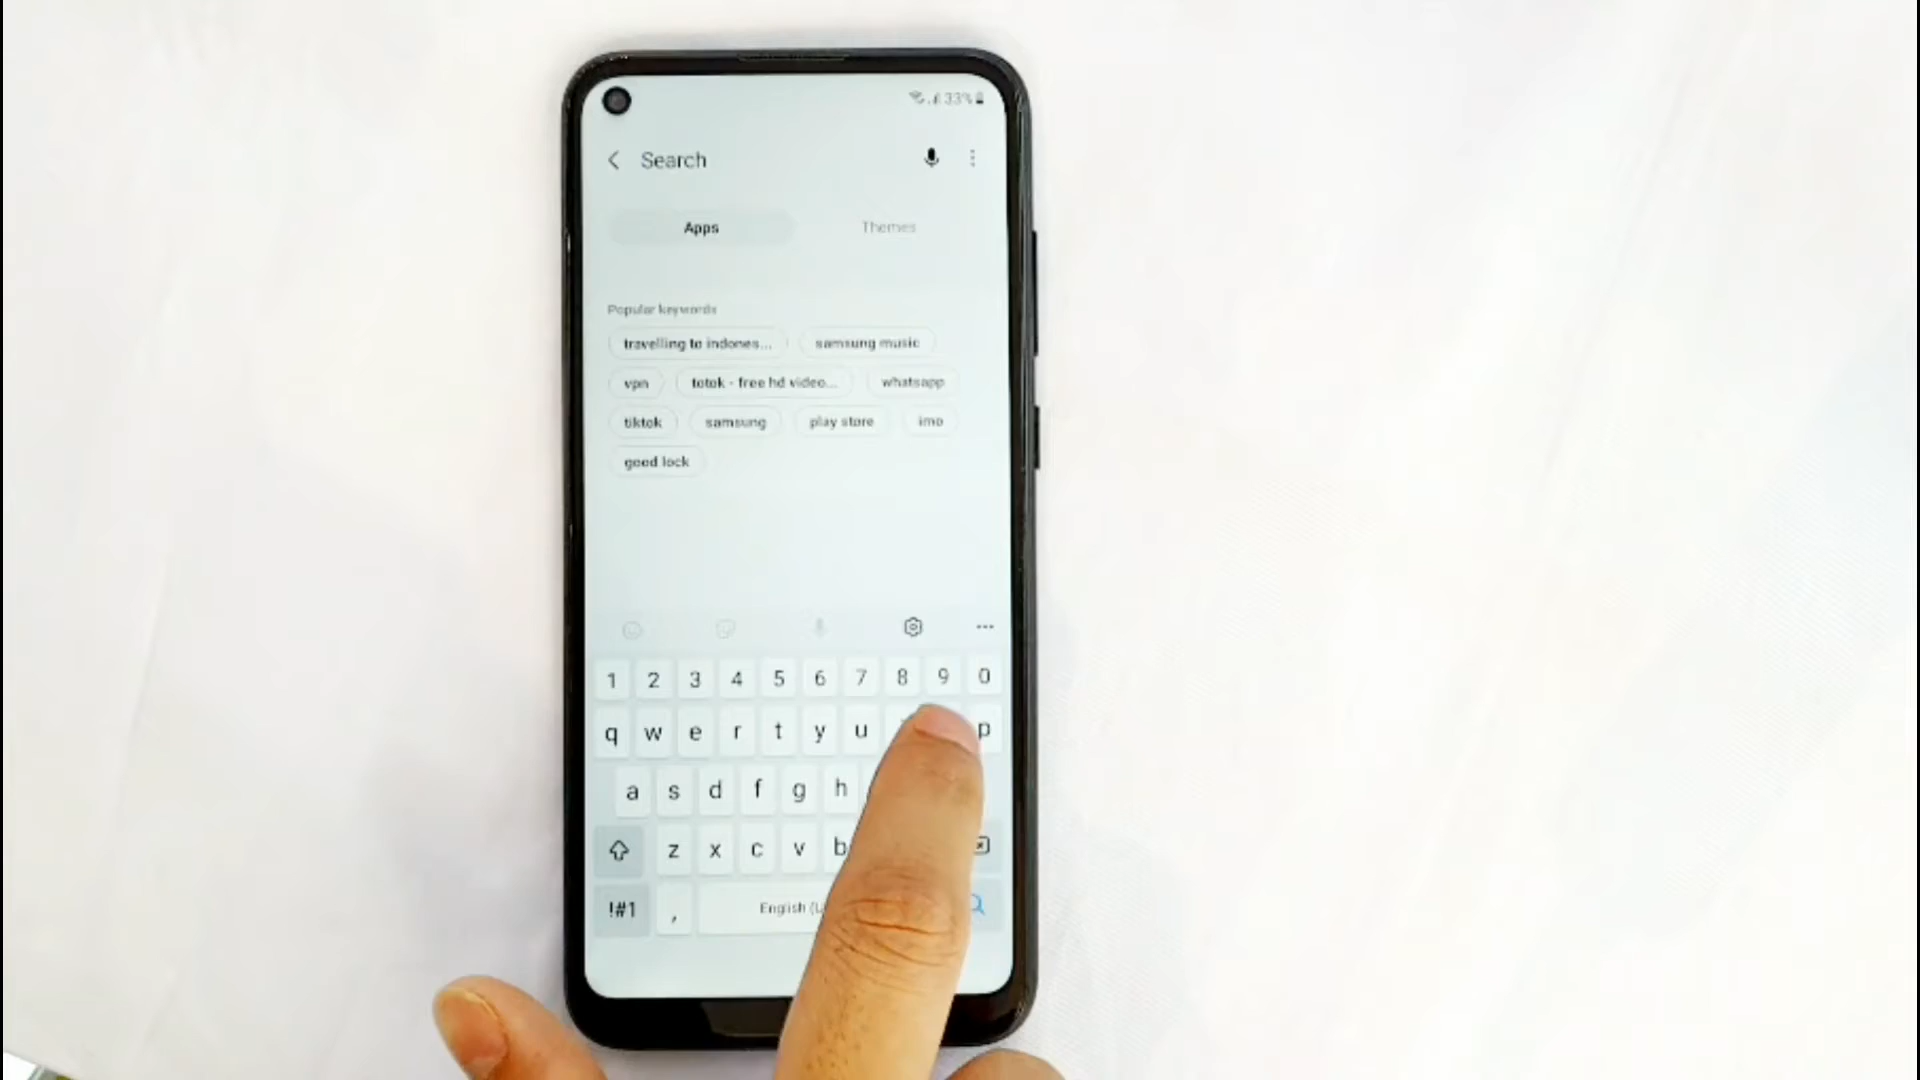 33%
Search
Apps Themes
Popular keywords
travelling to indones... samsung music
vpn totok - free hd video... whatsapp
tiktok samsung play store imo
good lock
1 2 3 4 5 6 7 8 9 0
q w e r t y u p
a s d f g h
z x c v b
!#1 , English (U